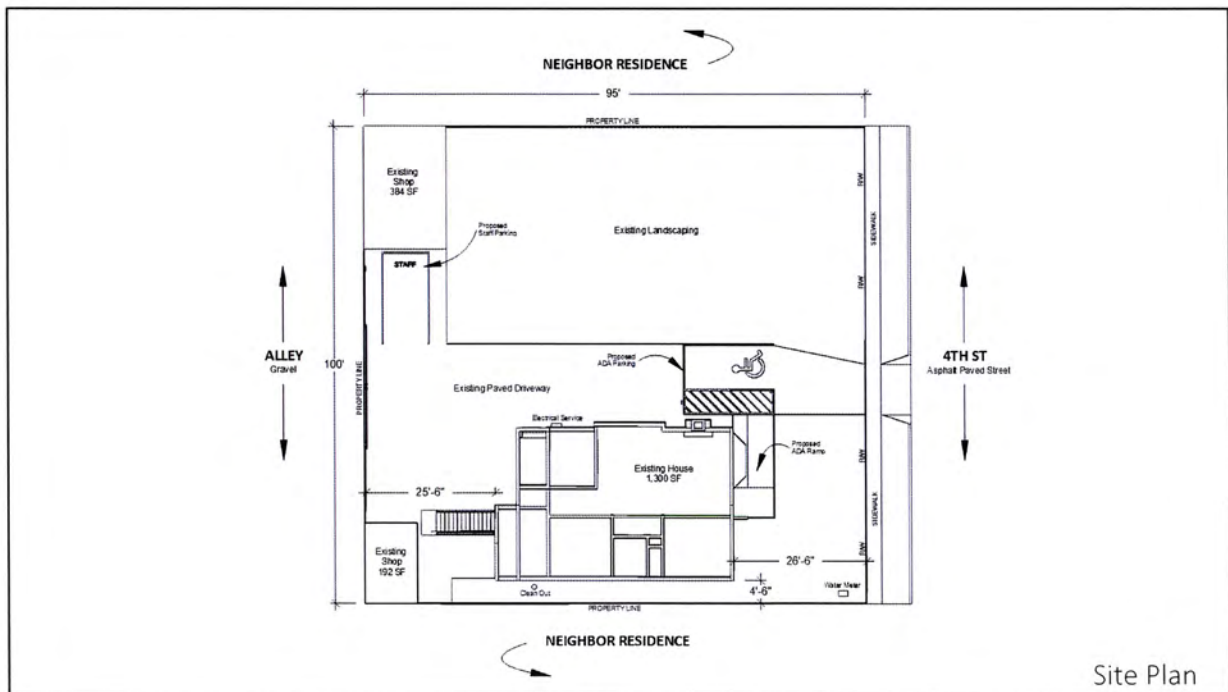 NEIGHBOR RESIDENCE
95'
PROPERTY LINE
Existing
Shop
384 SF
R/W
Proposed
Staff Parking
Existing Landscaping
SIDEWALK
STAFF
R/W
ALLEY
Gravel
100'
PROPERTY LINE
Proposed
ADA Parking
4TH ST
Asphalt Paved Street
Existing Paved Driveway
Electrical Service
Proposed
ADA Ramp
Existing House
1,300 SF
R/W
25'-6"
SIDEWALK
Existing
Shop
192 SF
R/W
26'-6"
Clean Out
4'-6"
Water Meter
PROPERTY LINE
NEIGHBOR RESIDENCE
Site Plan